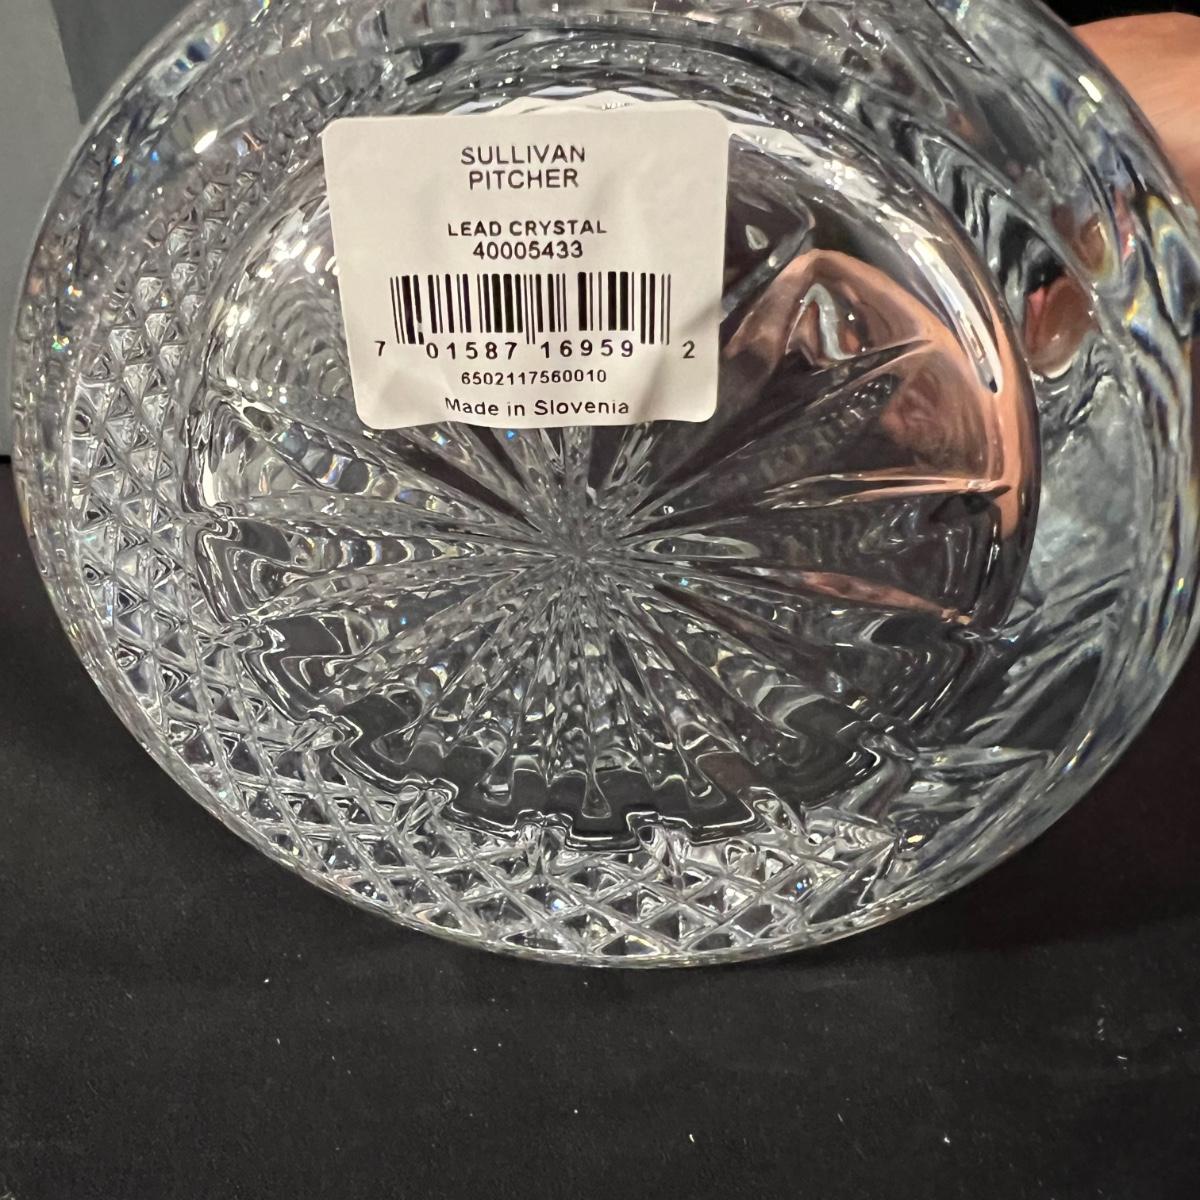 SULLIVAN
PITCHER
LEAD CRYSTAL
40005433
7 01587 16959 2
6502117560010
Made in Slovenia